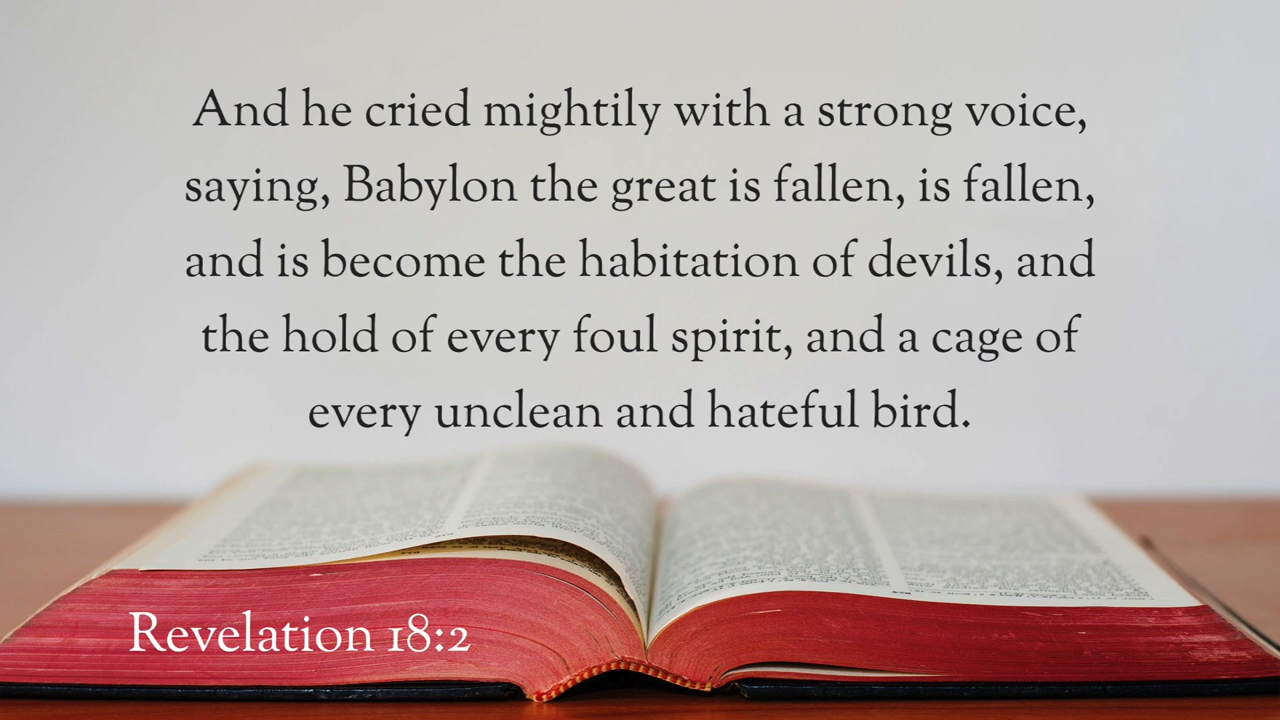 And he cried mightily with a strong voice,
saying, Babylon the great is fallen, is fallen,
and is become the habitation of devils, and
the hold of every foul spirit, and a cage of
every unclean and hateful bird.
Revelation 18:2